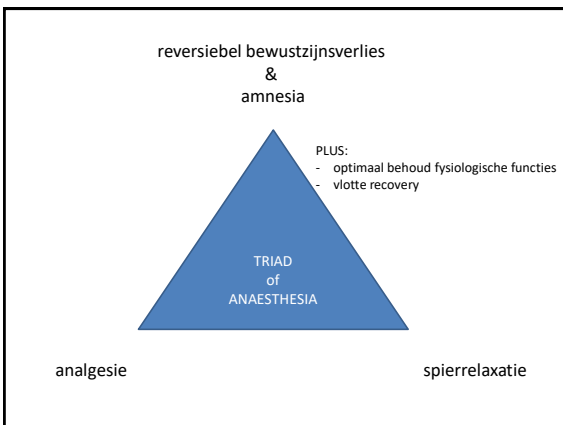 reversiebel bewustzijnsverlies
&
amnesia
PLUS:
- optimaal behoud fysiologische functies
- vlotte recovery
TRIAD
of
ANAESTHESIA
analgesie
spierrelaxatie